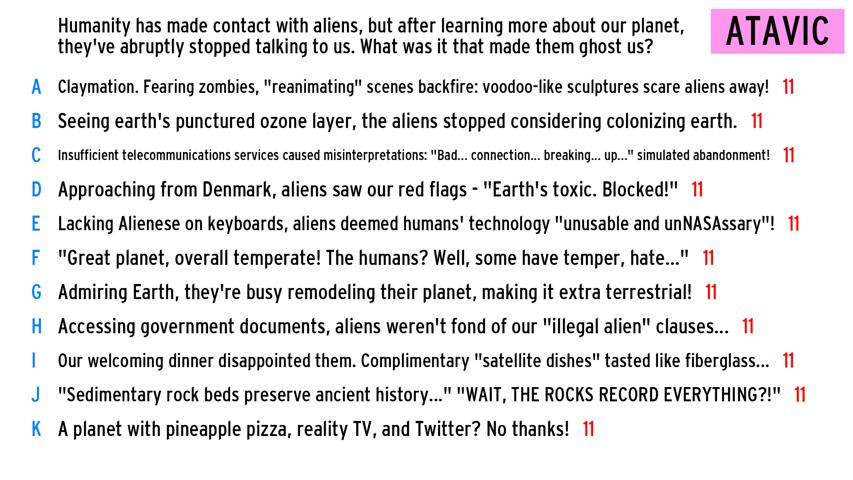 Humanity has made contact with aliens, but after learning more about our planet,
they've abruptly stopped talking to us. What was it that made them ghost us?
ATAVIC
A Claymation. Fearing zombies, "reanimating" scenes backfire: voodoo-like sculptures scare aliens away! 11
B Seeing earth's punctured ozone layer, the aliens stopped considering colonizing earth. 11
C Insufficient telecommunications services caused misinterpretations: "Bad... connection... breaking... up..." simulated abandonment! 11
D Approaching from Denmark, aliens saw our red flags - "Earth's toxic. Blocked!" 11
E Lacking Alienese on keyboards, aliens deemed humans' technology "unusable and unNASAssary"! 11
F "Great planet, overall temperate! The humans? Well, some have temper, hate..." 11
G Admiring Earth, they're busy remodeling their planet, making it extra terrestrial! 11
H Accessing government documents, aliens weren't fond of our "illegal alien" clauses... 11
I Our welcoming dinner disappointed them. Complimentary "satellite dishes" tasted like fiberglass... 11
J "Sedimentary rock beds preserve ancient history..." "WAIT, THE ROCKS RECORD EVERYTHING?!" 11
K A planet with pineapple pizza, reality TV, and Twitter? No thanks! 11